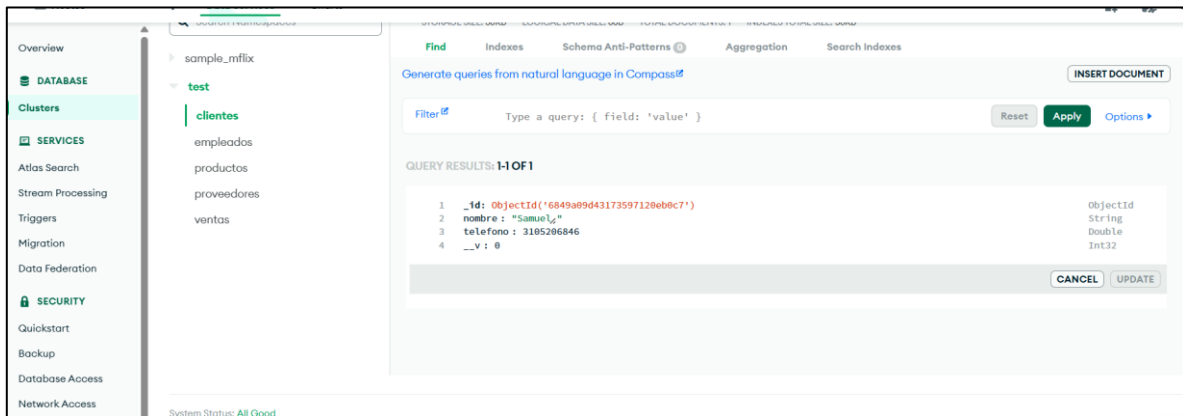 Overview
DATABASE
Clusters
SERVICES
Atlas Search
Stream Processing
Triggers
Migration
Data Federation
SECURITY
Quickstart
Backup
Database Access
Network Access
Search Namespaces
sample_mflix
test
clientes
empleados
productos
proveedores
ventas
Find Indexes Schema Anti-Patterns 0 Aggregation Search Indexes
Generate queries from natural language in Compass
INSERT DOCUMENT
Filter Type a query: { field: 'value' } Reset Apply Options
QUERY RESULTS: 1-1 OF 1
1 _id: ObjectId('6849a09d43173597120eb0c7') ObjectId
2 nombre : "Samuel" String
3 telefono : 3105206846 Double
4 __v : 0 Int32
CANCEL UPDATE
System Status: All Good